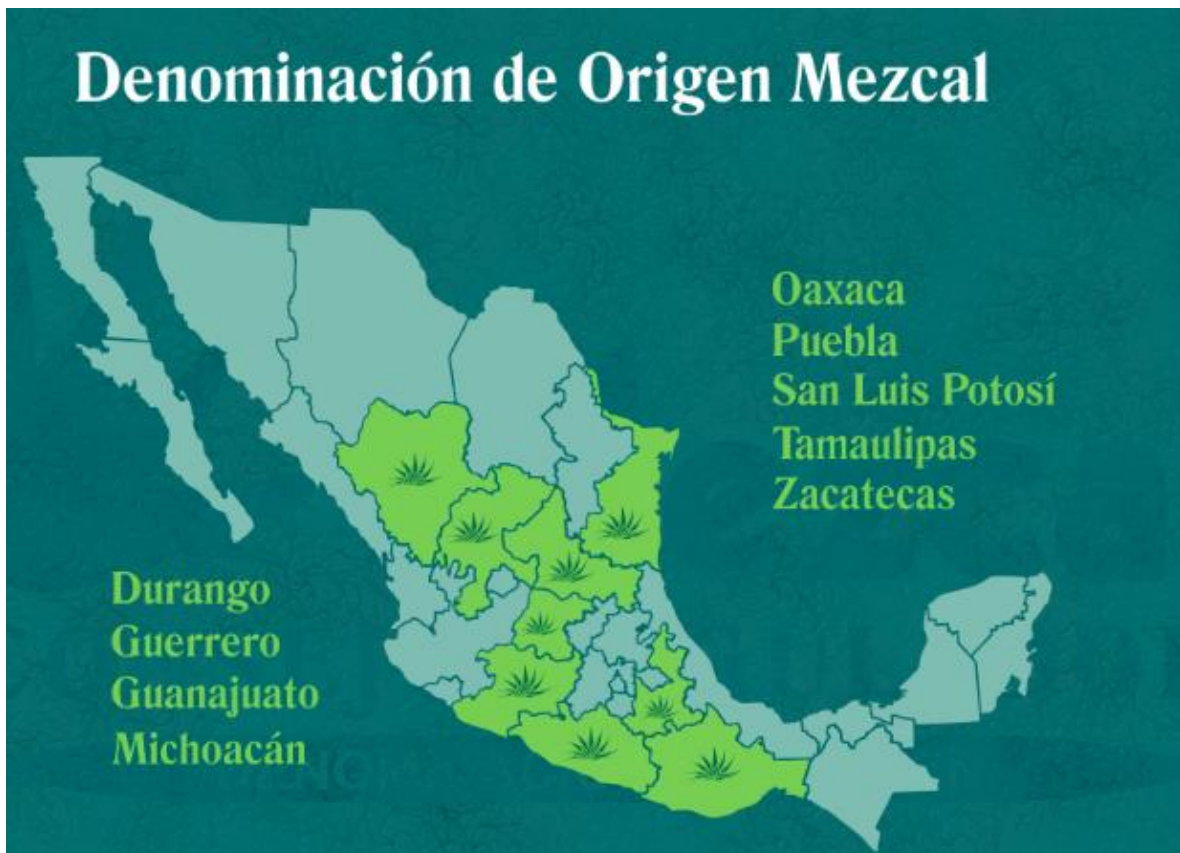 Denominación de Origen Mezcal
Oaxaca
Puebla
San Luis Potosí
Tamaulipas
Zacatecas
Durango
Guerrero
Guanajuato
Michoacán